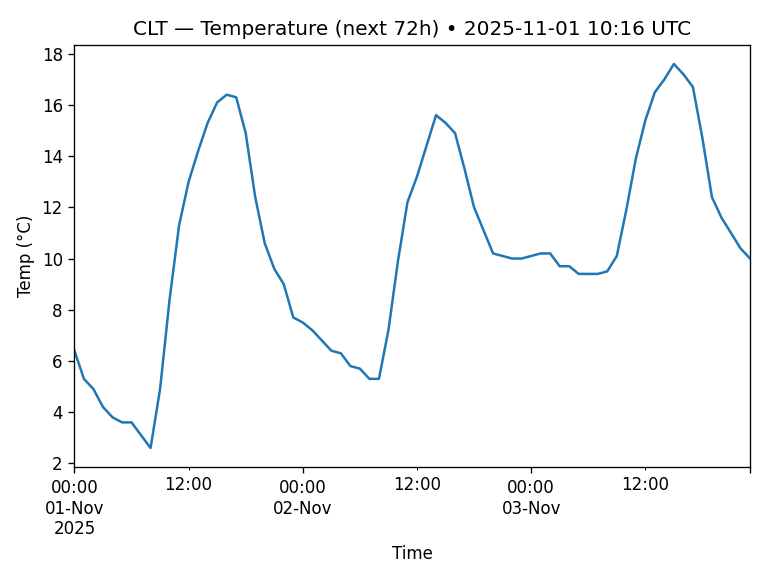 CLT — Temperature (next 72h) • 2025-11-01 10:16 UTC
18
16
14
12
10
8
6
4
2
Temp (°C)
00:00 12:00 00:00 12:00 00:00 12:00
01-Nov 02-Nov 03-Nov
2025
Time